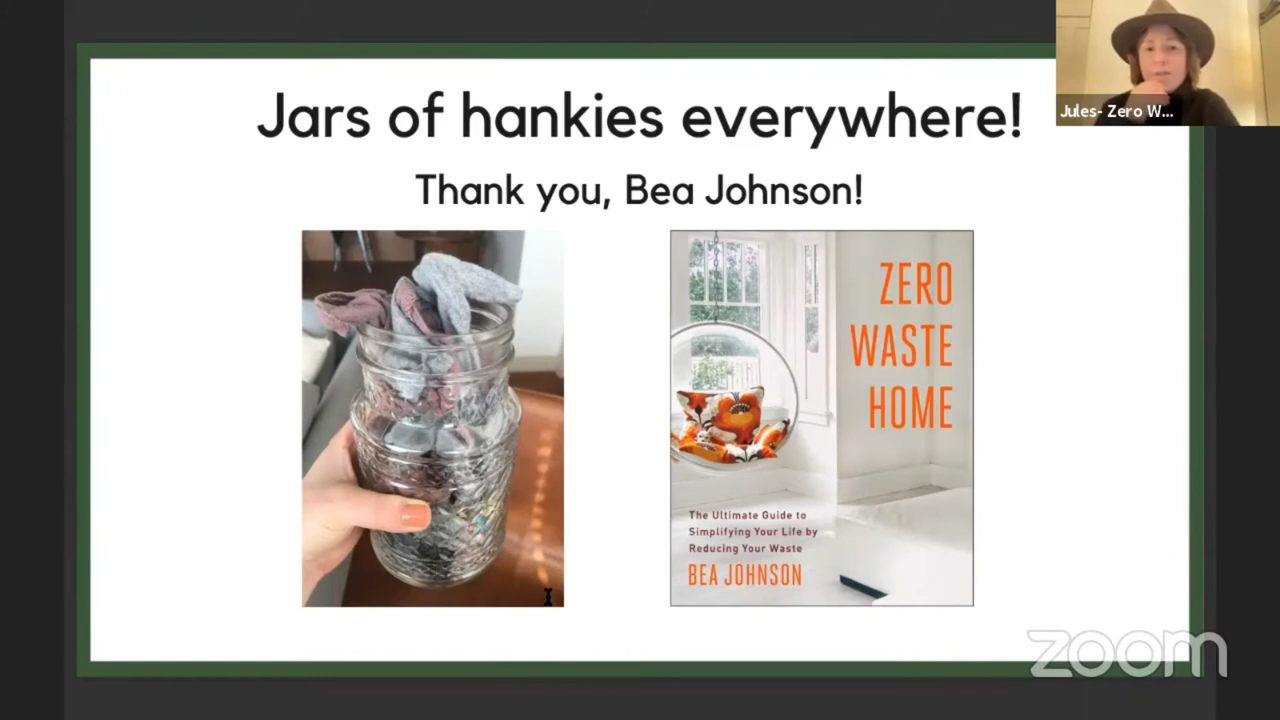 Jars of hankies everywhere!
Thank you, Bea Johnson!
Jules- Zero W...
ZERO
WASTE
HOME
The Ultimate Guide to
Simplifying Your Life by
Reducing Your Waste
BEA JOHNSON
zoom